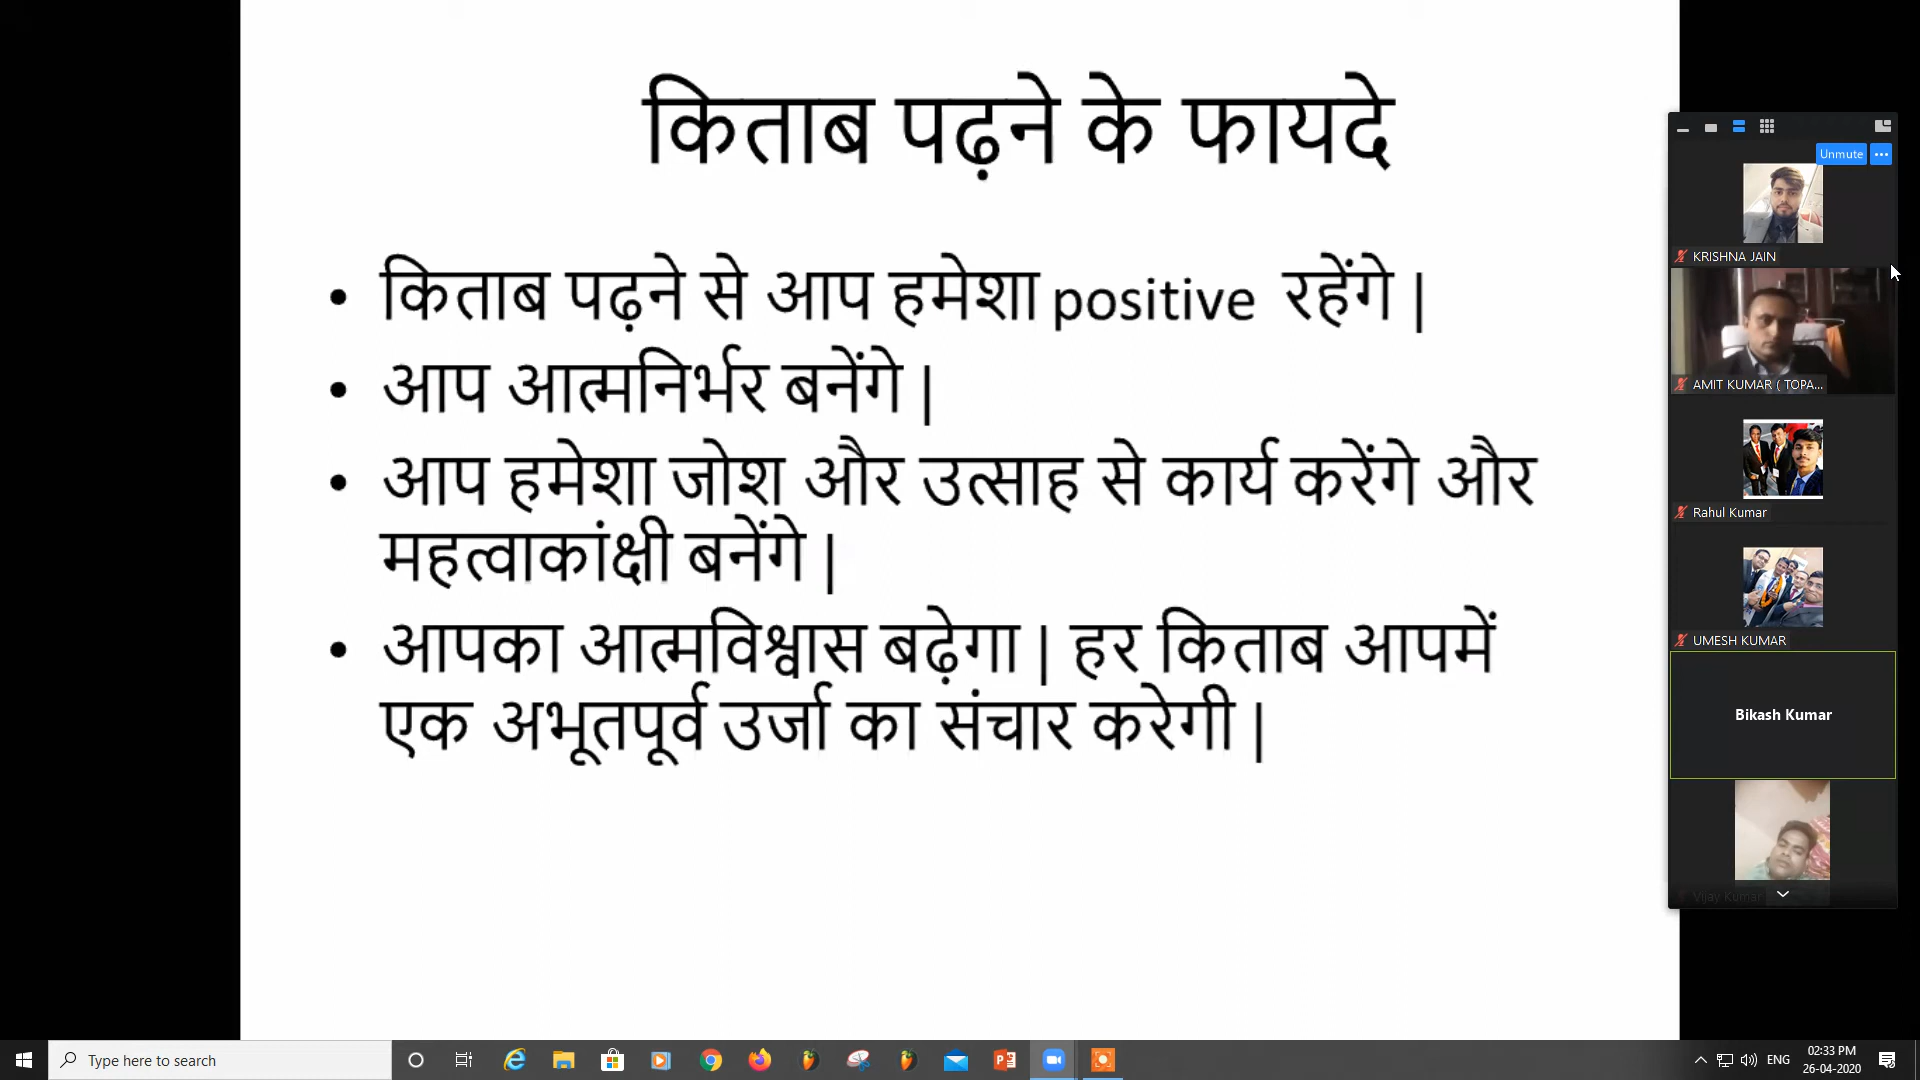 किताब पढ़ने के फायदे
• किताब पढ़ने से आप हमेशा positive रहेंगे |
• आप आत्मनिर्भर बनेंगे |
• आप हमेशा जोश और उत्साह से कार्य करेंगे और
महत्वाकांक्षी बनेंगे |
• आपका आत्मविश्वास बढ़ेगा | हर किताब आपमें
एक अभूतपूर्व उर्जा का संचार करेगी |
Unmute
KRISHNA JAIN
AMIT KUMAR ( TOPA...
Rahul Kumar
UMESH KUMAR
Bikash Kumar
Vijay Kumar
Type here to search
ENG
02:33 PM
26-04-2020